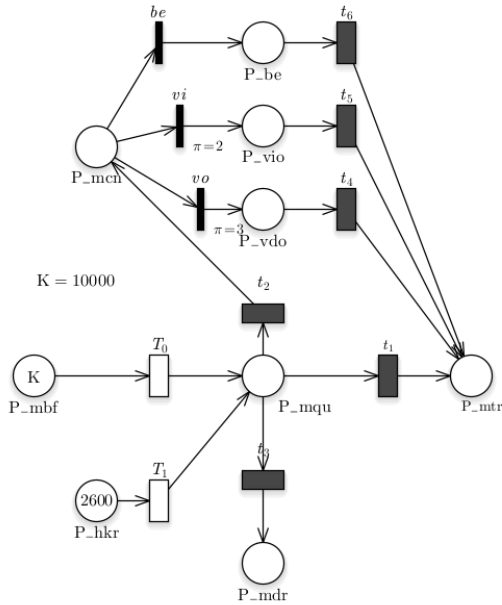 be
t₆
P_be
vi
t₅
π=2
P_vio
P_mcn
vo
t₄
π=3
P_vdo
K = 10000
t₂
T₀
t₁
K
P_mbf
P_mqu
P_mtr
T₁
t₃
2600
P_hkr
P_mdr